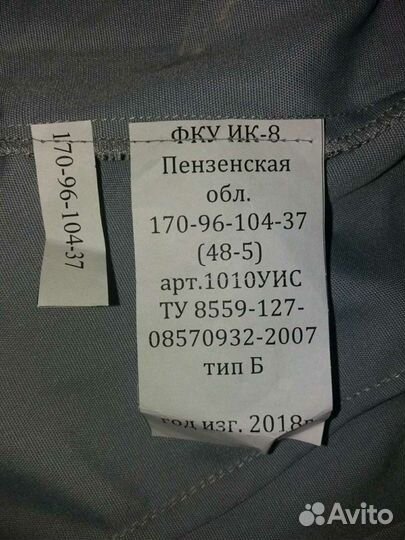 170-96-104-37
ФКУ ИК-8
Пензенская
обл.
170-96-104-37
(48-5)
арт.1010УИС
ТУ 8559-127-
08570932-2007
тип Б
год изг. 2018г
Avito